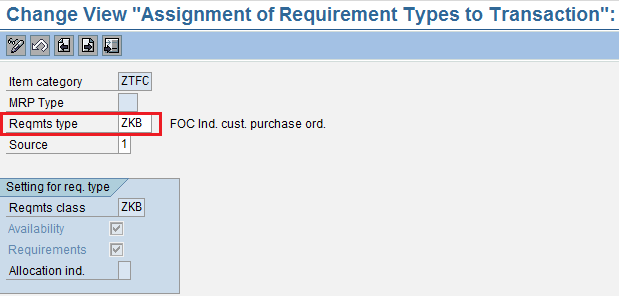 Change View "Assignment of Requirement Types to Transaction":
Item category ZTFC
MRP Type
Reqmts type ZKB FOC Ind. cust. purchase ord.
Source 1
Setting for req. type
Reqmts class ZKB
Availability
Requirements
Allocation ind.